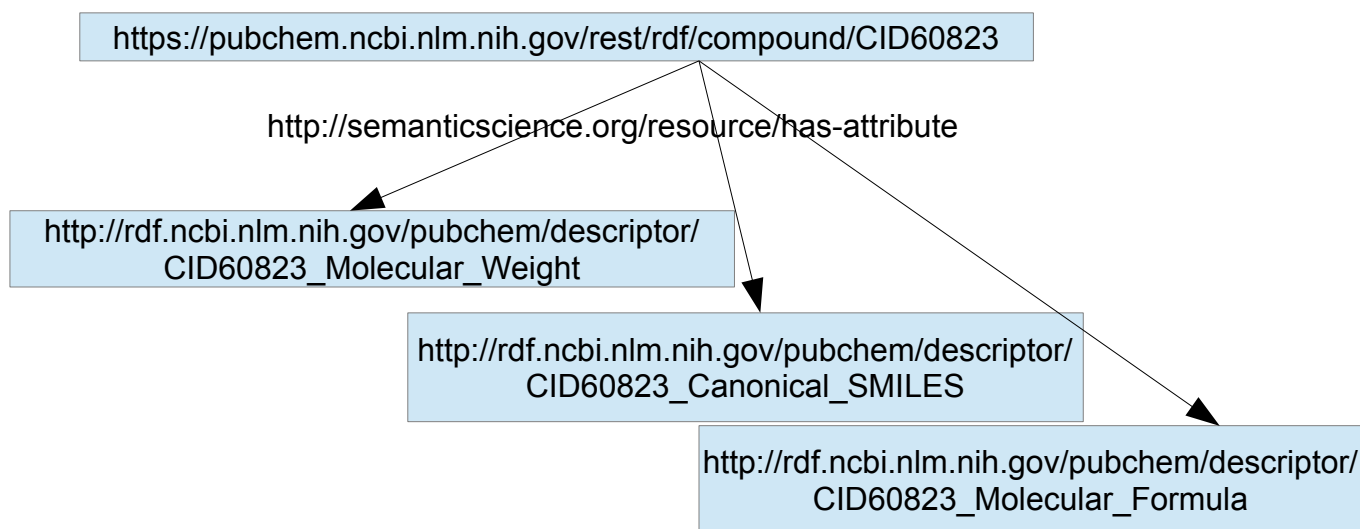 https://pubchem.ncbi.nlm.nih.gov/rest/rdf/compound/CID60823
http://semanticscience.org/resource/has-attribute
http://rdf.ncbi.nlm.nih.gov/pubchem/descriptor/
CID60823_Molecular_Weight
http://rdf.ncbi.nlm.nih.gov/pubchem/descriptor/
CID60823_Canonical_SMILES
http://rdf.ncbi.nlm.nih.gov/pubchem/descriptor/
CID60823_Molecular_Formula